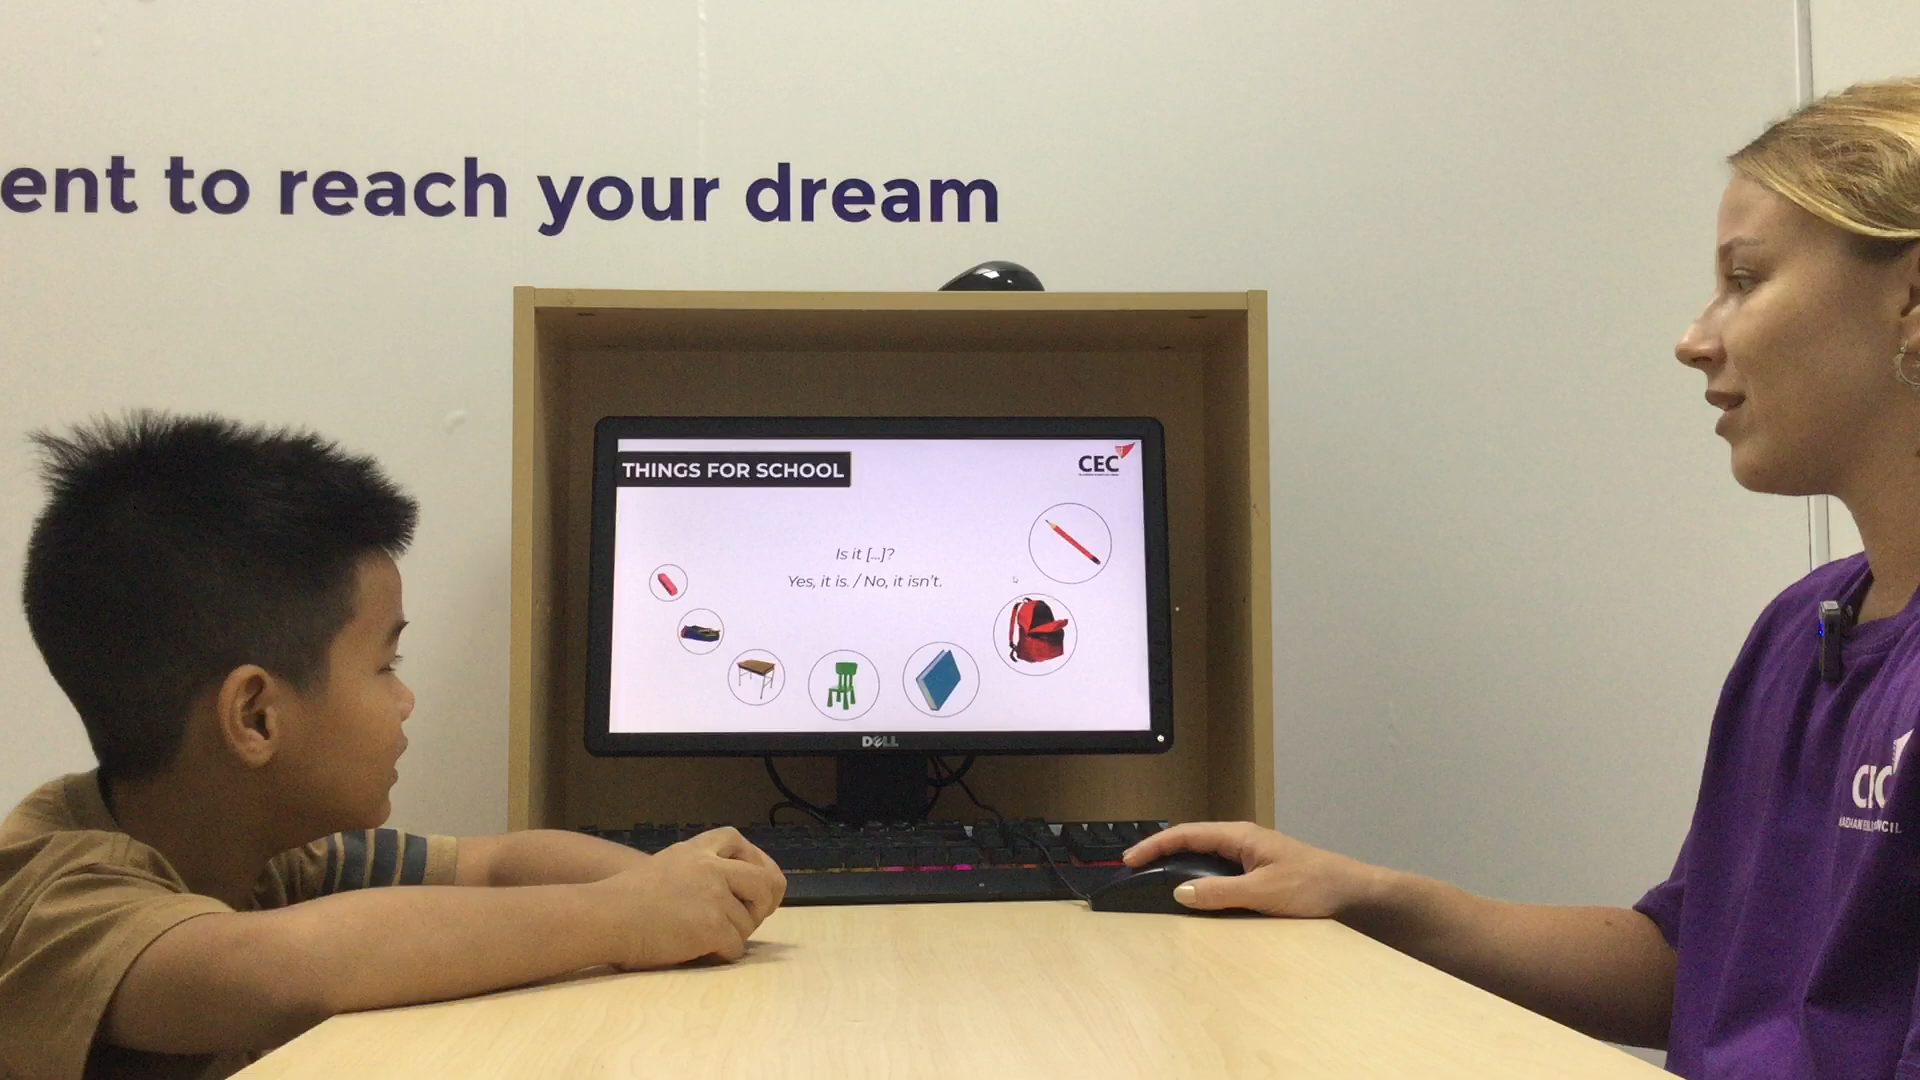 ent to reach your dream
THINGS FOR SCHOOL
CEC
Is it [...]?
Yes, it is. / No, it isn't.
DELL